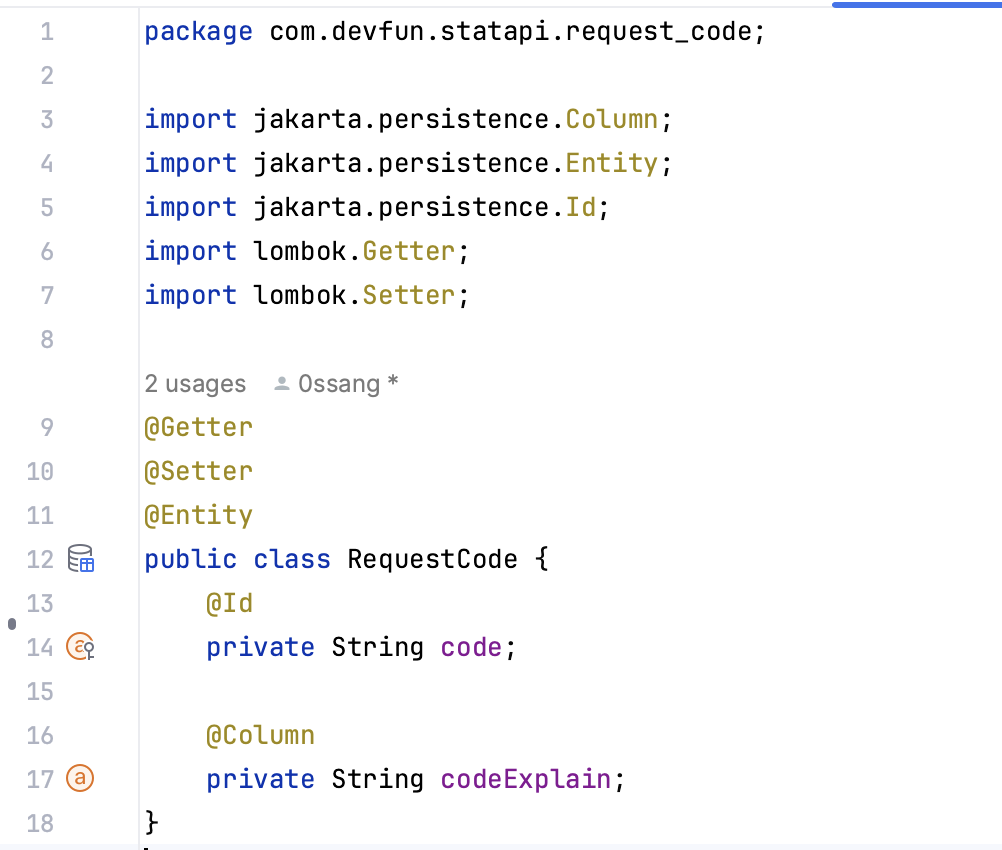 1 package com.devfun.statapi.request_code;
2
3 import jakarta.persistence.Column;
4 import jakarta.persistence.Entity;
5 import jakarta.persistence.Id;
6 import lombok.Getter;
7 import lombok.Setter;
8
2 usages Ossang *
9 @Getter
10 @Setter
11 @Entity
12 public class RequestCode {
13 @Id
14 a private String code;
15
16 @Column
17 a private String codeExplain;
18 }